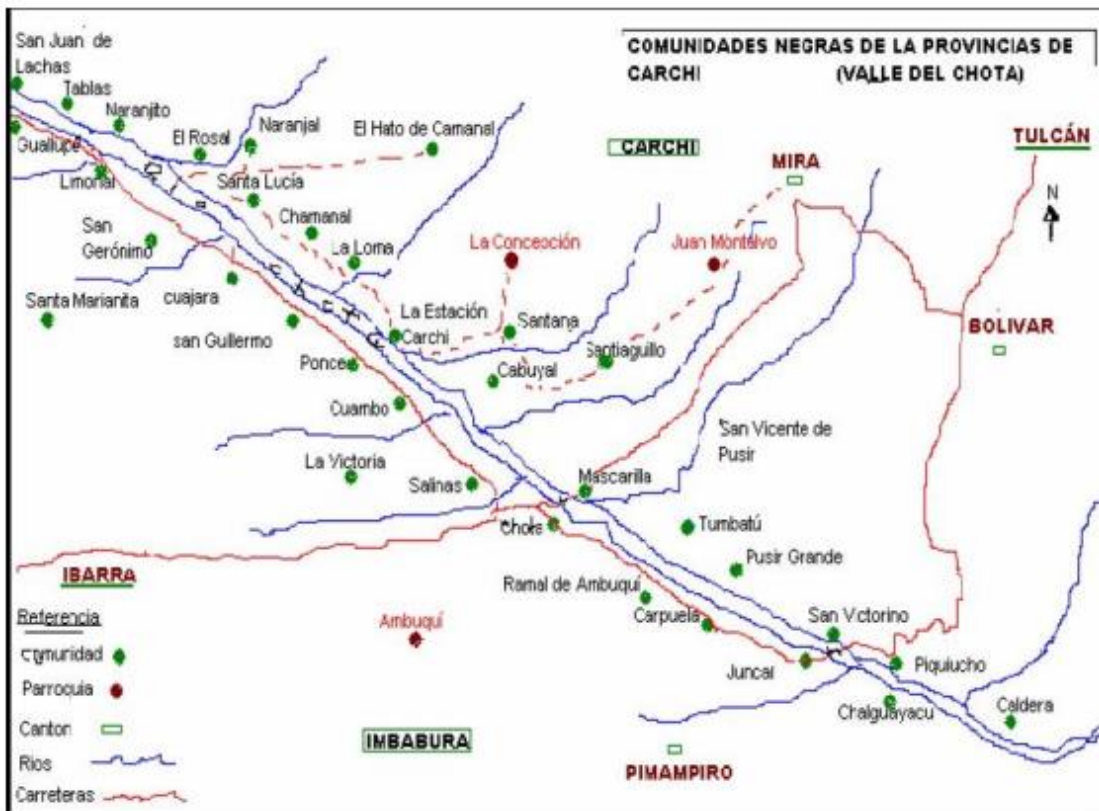 COMUNIDADES NEGRAS DE LA PROVINCIAS DE
CARCHI (VALLE DEL CHOTA)
San Juan de
Lachas
Tablas
Naranjito
El Rosal
Naranjal
El Hato de Camanal
CARCHI
TULCÁN
MIRA
N
Guallupe
Limonal
Santa Lucía
Chamanal
San
Gerónimo
La Loma
La Conceoción
Juan Montalvo
Santa Marianita
cuajara
san Guillermo
La Estación
Carchi
Santana
BOLIVAR
Ponce
Cabuyal
Santiaguillo
Cuambo
San Vicente de
Pusir
La Victoria
Salinas
Mascarilla
Tumbatú
Pusir Grande
IBARRA
Ramal de Ambuquí
Referencia
Ambuquí
Carpuela
San Victorino
Parroquia
Juncal
Piquiucho
Canton
Chalguayacu
Caldera
IMBABURA
Rios
PIMAMPIRO
Carreteras